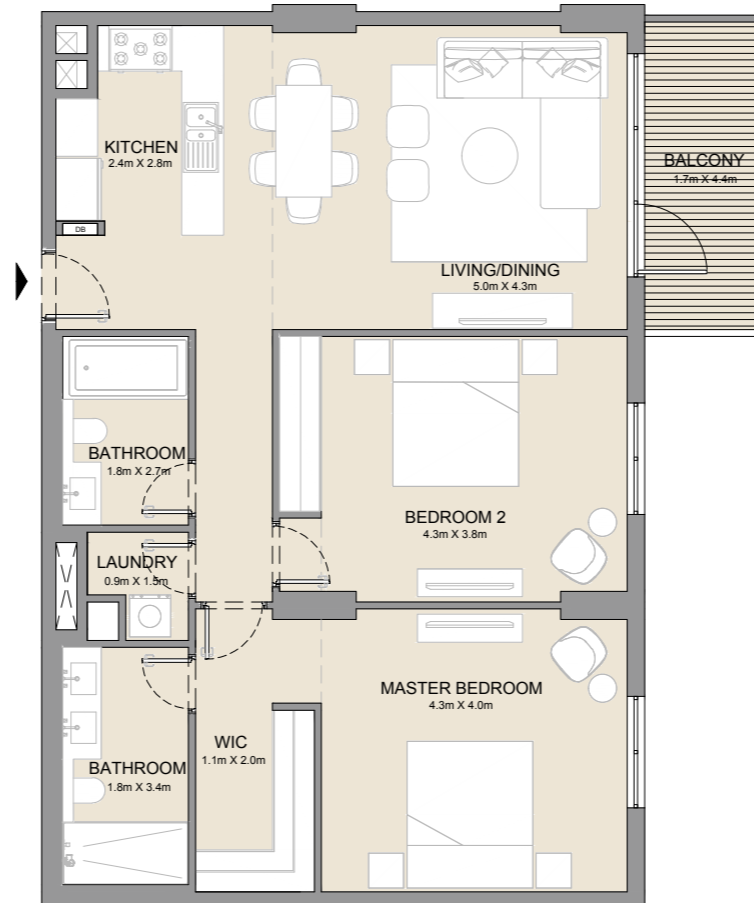 KITCHEN
2.4m X 2.8m
BALCONY
1.7m X 4.4m
DB
LIVING/DINING
5.0m X 4.3m
BATHROOM
1.8m X 2.7m
BEDROOM 2
4.3m X 3.8m
LAUNDRY
0.9m X 1.5m
MASTER BEDROOM
4.3m X 4.0m
WIC
1.1m X 2.0m
BATHROOM
1.8m X 3.4m